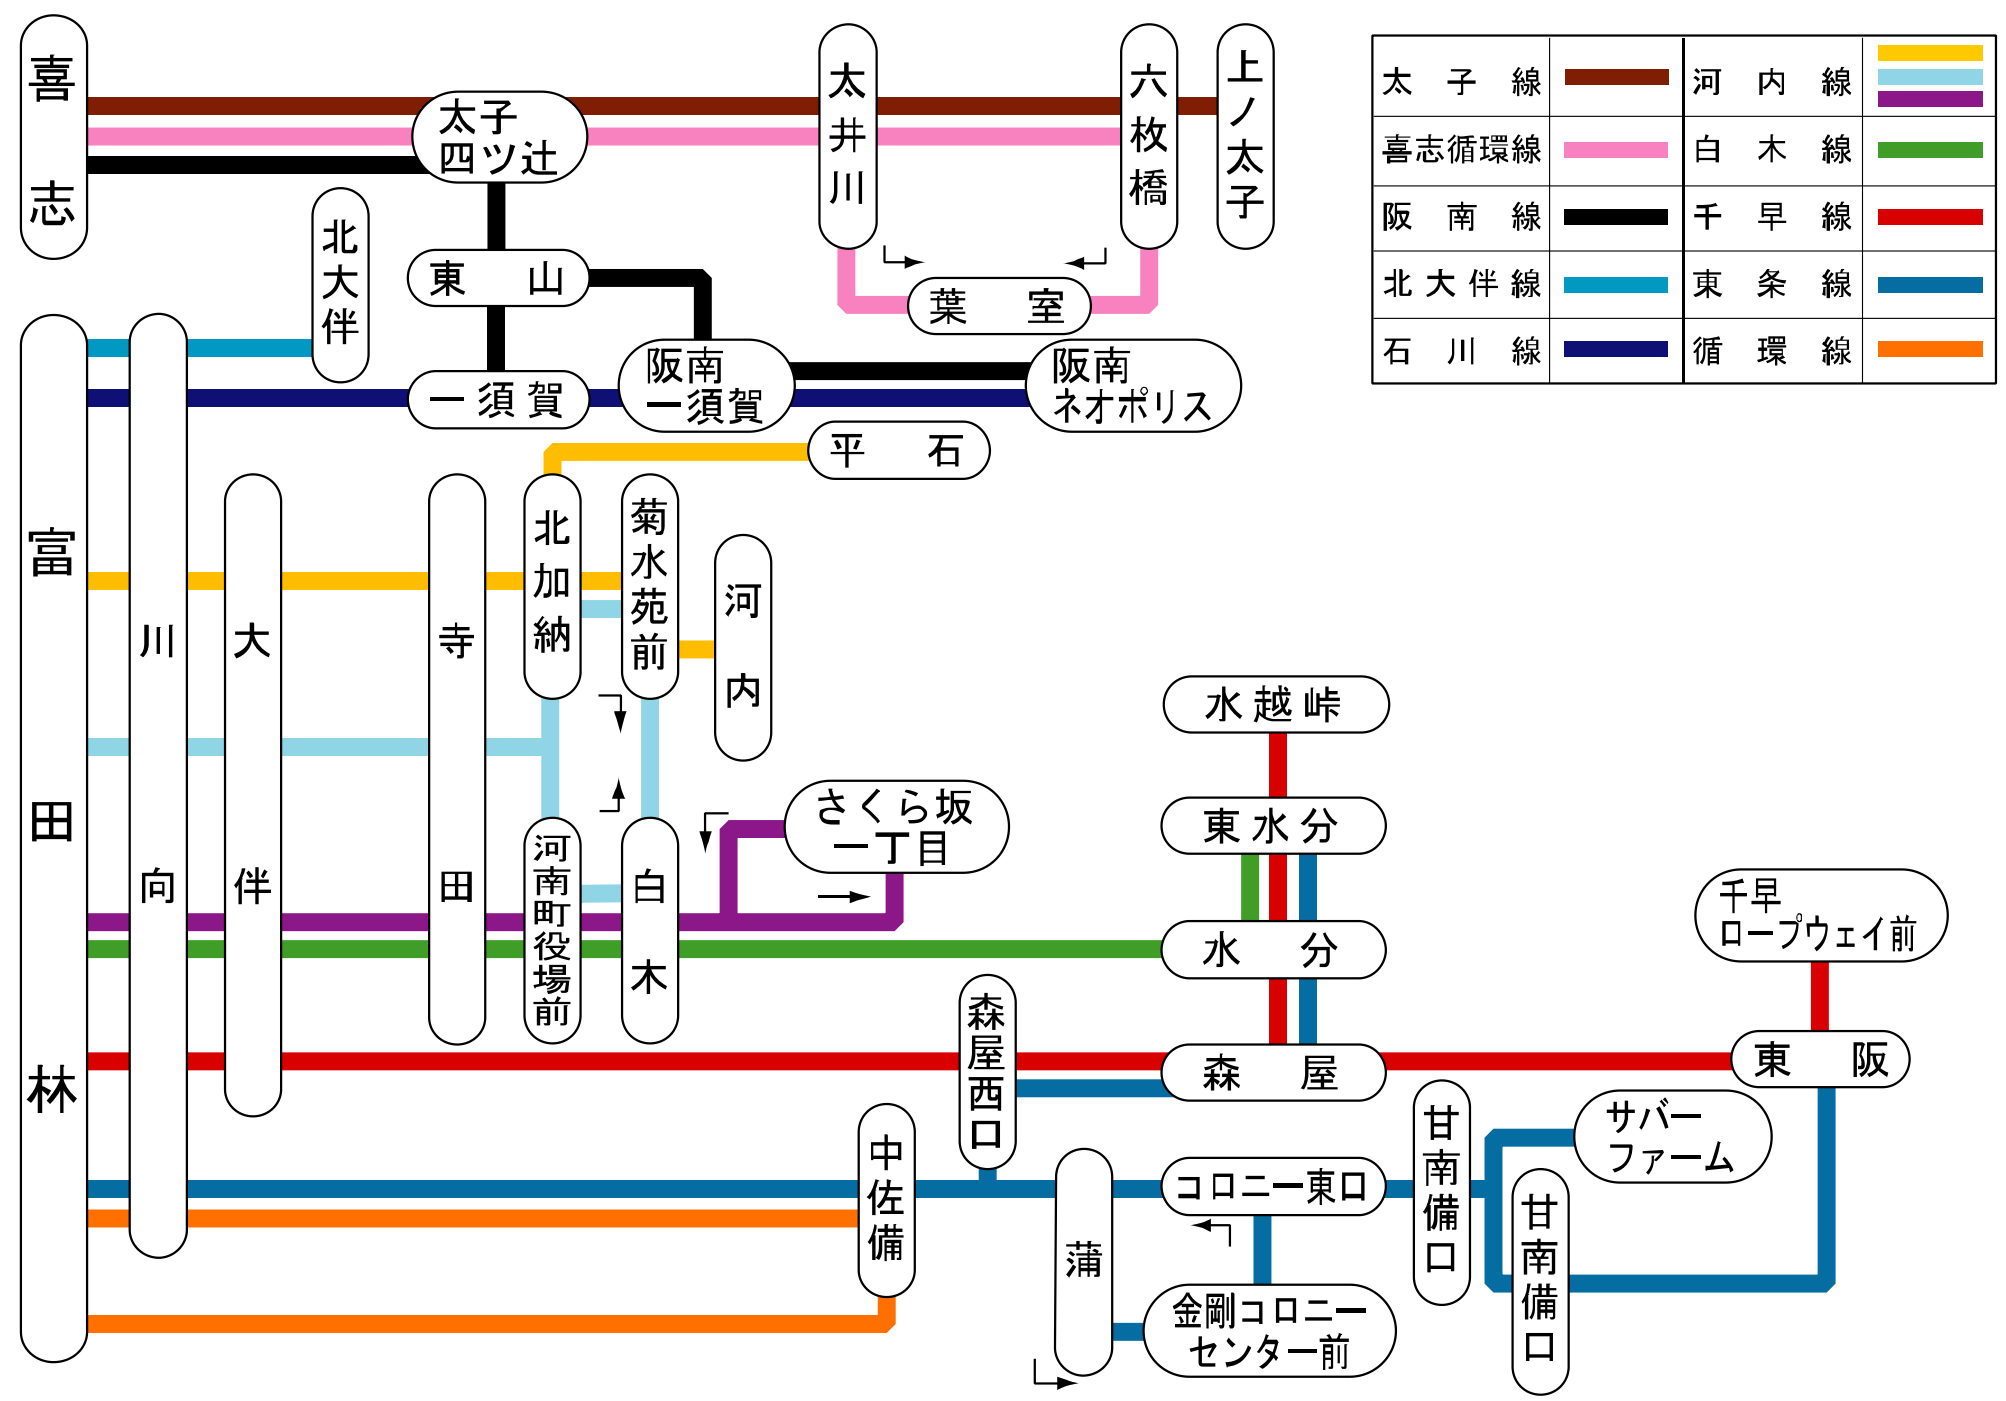 喜志
太子
四ツ辻
太井川
六枚橋
上ノ太子
太子線
河内線
喜志循環線
白木線
阪南線
千早線
北大伴線
東条線
石川線
循環線
北大伴
東山
葉室
富田林
川向
一須賀
阪南
一須賀
阪南
ネオポリス
平石
大伴
寺田
北加納
菊水苑前
河内
水越峠
さくら坂
一丁目
東水分
河南町役場前
白木
水分
千早
ロープウェイ前
森屋西口
森屋
東阪
中佐備
蒲
コロニー東口
甘南備口
サバー
ファーム
甘南備口
金剛コロニー
センター前